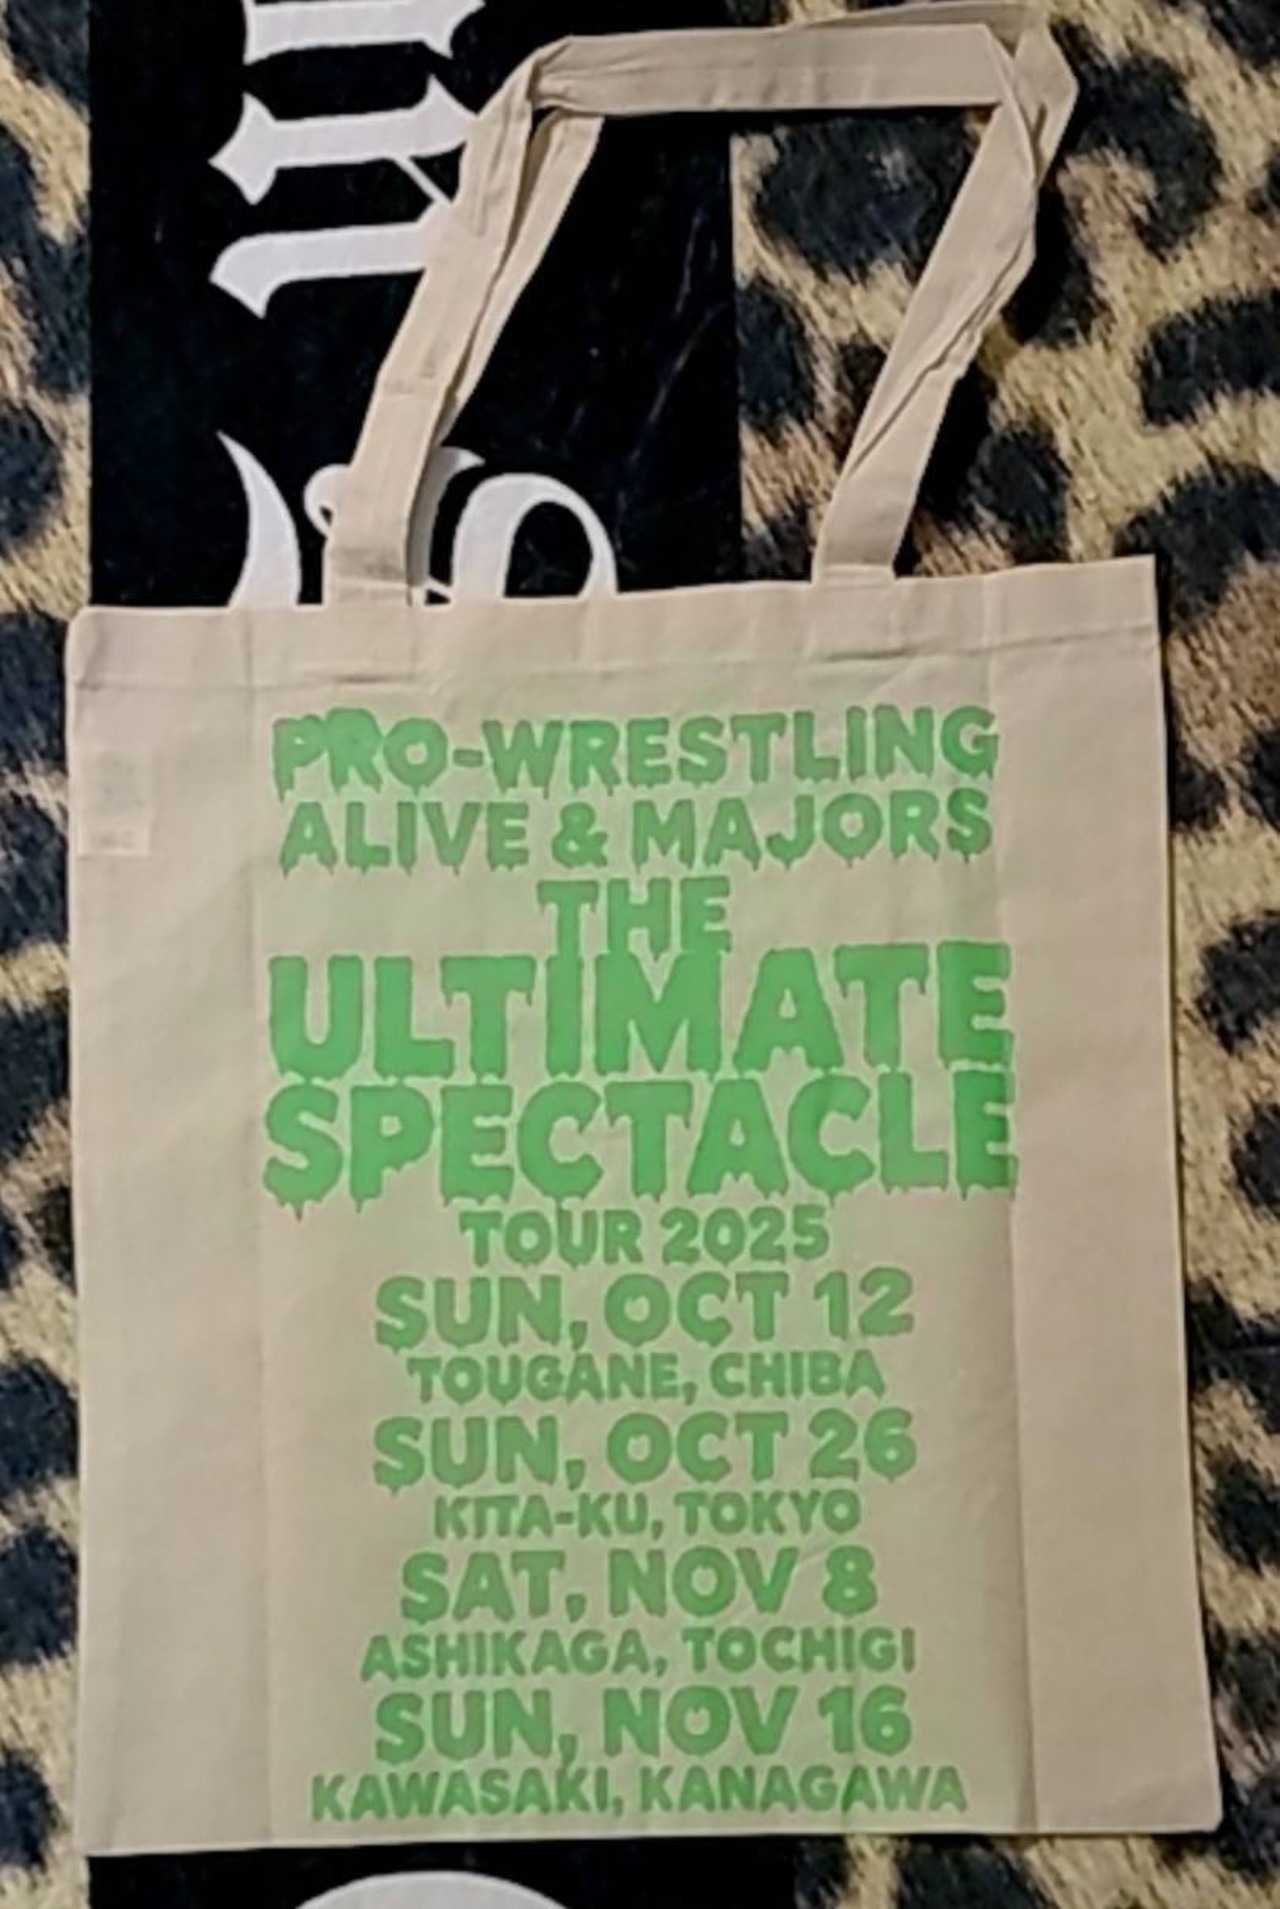 PRO-WRESTLING
ALIVE & MAJORS
THE
ULTIMATE
SPECTACLE
TOUR 2025
SUN, OCT 12
TOUGANE, CHIBA
SUN, OCT 26
KITA-KU, TOKYO
SAT, NOV 8
ASHIKAGA, TOCHIGI
SUN, NOV 16
KAWASAKI, KANAGAWA